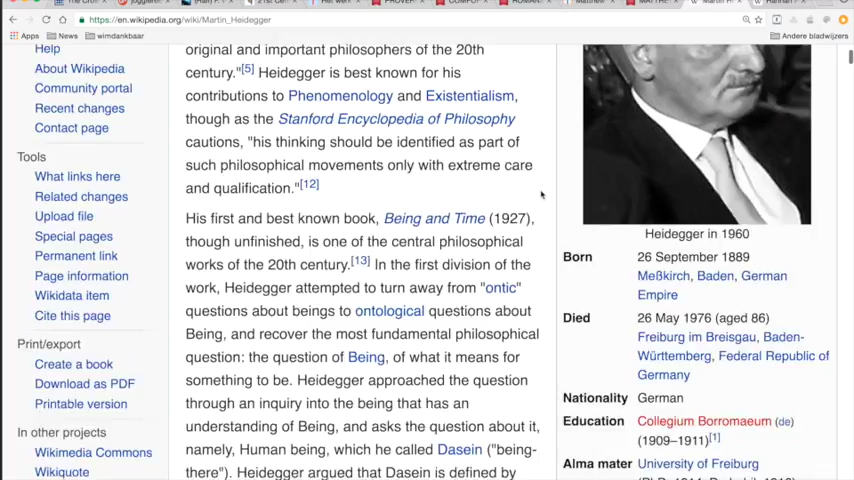 https://en.wikipedia.org/wiki/Martin_Heidegger
Apps
News
wimdankbaar
Andere bladwijzers
Help
About Wikipedia
Community portal
Recent changes
Contact page
Tools
What links here
Related changes
Upload file
Special pages
Permanent link
Page information
Wikidata item
Cite this page
Print/export
Create a book
Download as PDF
Printable version
In other projects
Wikimedia Commons
Wikiquote
original and important philosophers of the 20th
century."[5] Heidegger is best known for his
contributions to Phenomenology and Existentialism,
though as the Stanford Encyclopedia of Philosophy
cautions, "his thinking should be identified as part of
such philosophical movements only with extreme care
and qualification."[12]
His first and best known book, Being and Time (1927),
though unfinished, is one of the central philosophical
works of the 20th century.[13] In the first division of the
work, Heidegger attempted to turn away from "ontic"
questions about beings to ontological questions about
Being, and recover the most fundamental philosophical
question: the question of Being, of what it means for
something to be. Heidegger approached the question
through an inquiry into the being that has an
understanding of Being, and asks the question about it,
namely, Human being, which he called Dasein ("being-
there"). Heidegger argued that Dasein is defined by
Heidegger in 1960
Born 26 September 1889
Meßkirch, Baden, German
Empire
Died 26 May 1976 (aged 86)
Freiburg im Breisgau, Baden-
Württemberg, Federal Republic of
Germany
Nationality German
Education Collegium Borromaeum (de)
(1909–1911)[1]
Alma mater University of Freiburg